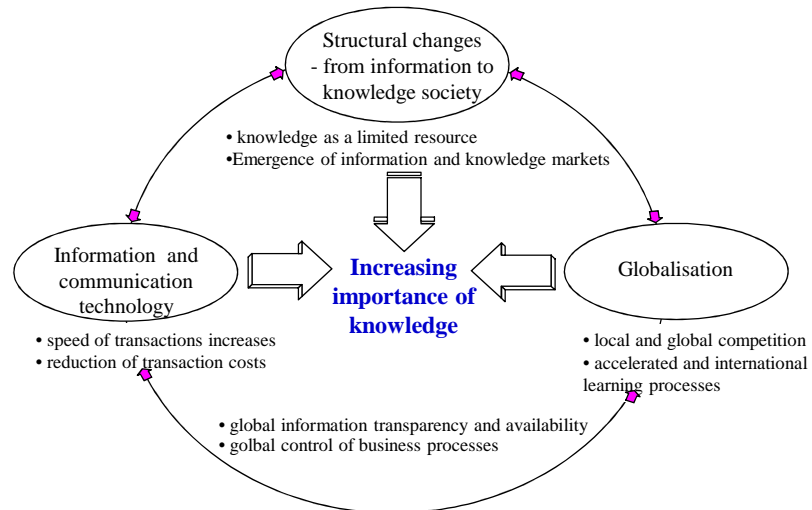 Structural changes
- from information to
knowledge society
• knowledge as a limited resource
•Emergence of information and knowledge markets
Information and
communication
technology
Increasing
importance of
knowledge
Globalisation
• speed of transactions increases
• reduction of transaction costs
• local and global competition
• accelerated and international
learning processes
• global information transparency and availability
• golbal control of business processes